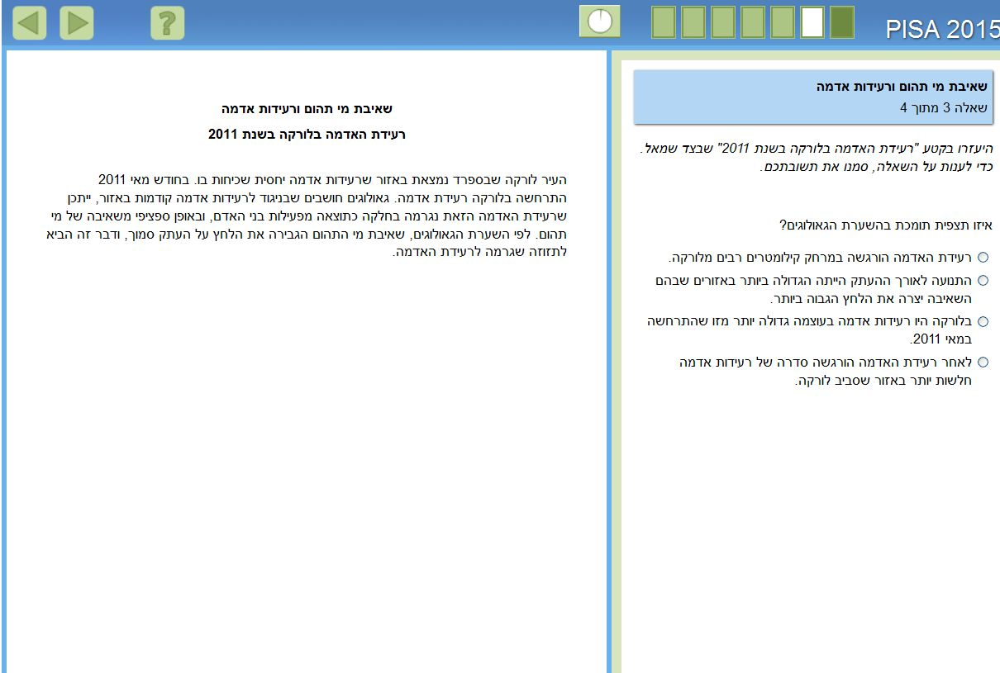 PISA 2015
שאיבת מי תהום ורעידות אדמה
שאלה 3 מתוך 4
היעזרו בקטע "רעידת האדמה בלורקה בשנת 2011" שבצד שמאל.
כדי לענות על השאלה, סמנו את תשובתכם.
איזו תצפית תומכת בהשערת הגאולוגים?
רעידת האדמה הורגשה במרחק קילומטרים רבים מלורקה.
התנועה לאורך ההעתק הייתה הגדולה ביותר באזורים שבהם
השאיבה יצרה את הלחץ הגבוה ביותר.
בלורקה היו רעידות אדמה בעוצמה גדולה יותר מזו שהתרחשה
במאי 2011.
לאחר רעידת האדמה הורגשה סדרה של רעידות אדמה
חלשות יותר באזור שסביב לורקה.
שאיבת מי תהום ורעידות אדמה
רעידת האדמה בלורקה בשנת 2011
העיר לורקה שבספרד נמצאת באזור שרעידות אדמה יחסית שכיחות בו. בחודש מאי 2011
התרחשה בלורקה רעידת אדמה. גאולוגים חושבים שבניגוד לרעידות אדמה קודמות באזור, ייתכן
שרעידת האדמה הזאת נגרמה בחלקה כתוצאה מפעילות בני האדם, ובאופן ספציפי משאיבה של מי
תהום. לפי השערת הגאולוגים, שאיבת מי התהום הגבירה את הלחץ על העתק סמוך, ודבר זה הביא
לתזוזה שגרמה לרעידת האדמה.